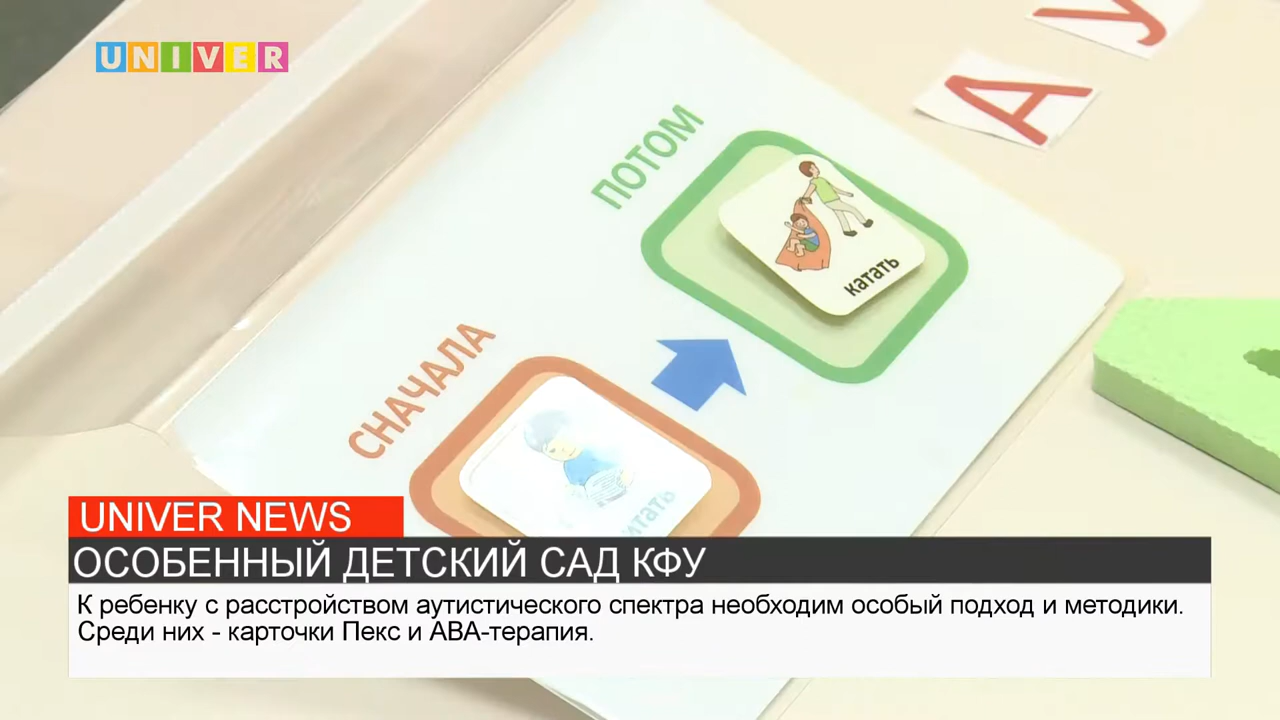 UNIVER
У
А
ПОТОМ
катать
СНАЧАЛА
UNIVER NEWS
ОСОБЕННЫЙ ДЕТСКИЙ САД КФУ
К ребенку с расстройством аутистического спектра необходим особый подход и методики.
Среди них - карточки Пекс и АВА-терапия.